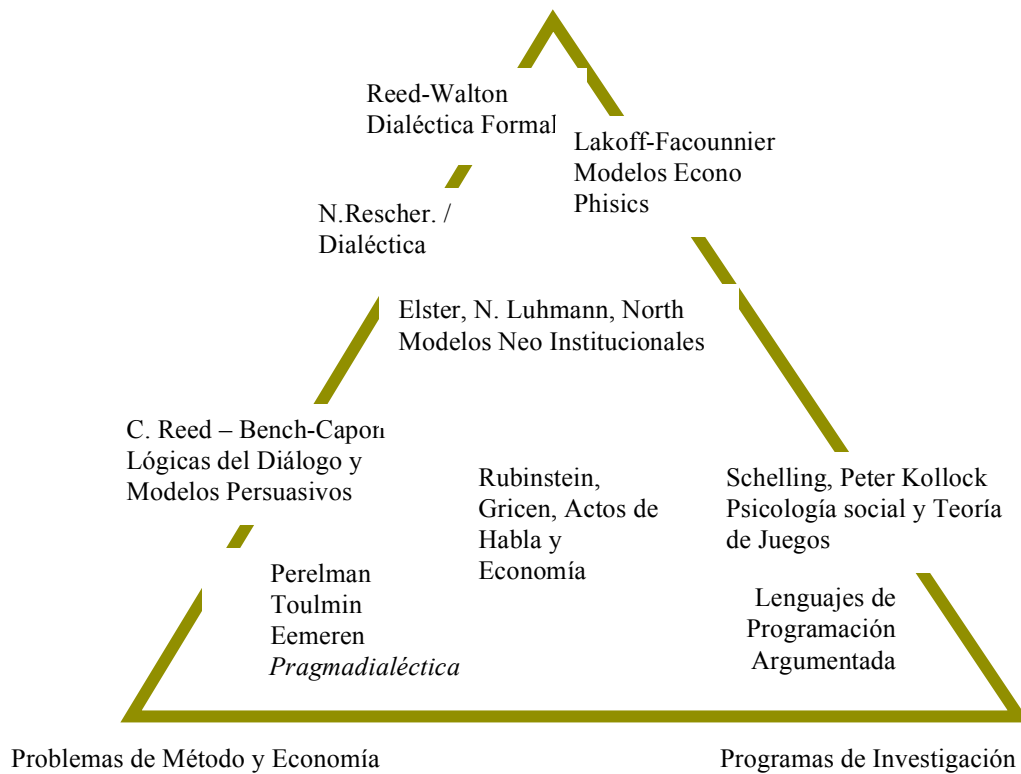 Reed-Walton
Dialéctica Formal
Lakoff-Facounnier
Modelos Econo
Phisics
N.Rescher. /
Dialéctica
Elster, N. Luhmann, North
Modelos Neo Institucionales
C. Reed – Bench-Capon
Lógicas del Diálogo y
Modelos Persuasivos
Rubinstein,
Gricen, Actos de
Habla y
Economía
Schelling, Peter Kollock
Psicología social y Teoría
de Juegos
Perelman
Toulmin
Eemeren
Pragmadialéctica
Lenguajes de
Programación
Argumentada
Problemas de Método y Economía
Programas de Investigación